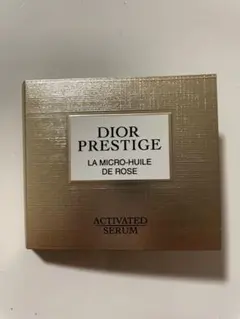 DIOR
PRESTIGE
LA MICRO-HUILE
DE ROSE
ACTIVATED
SERUM